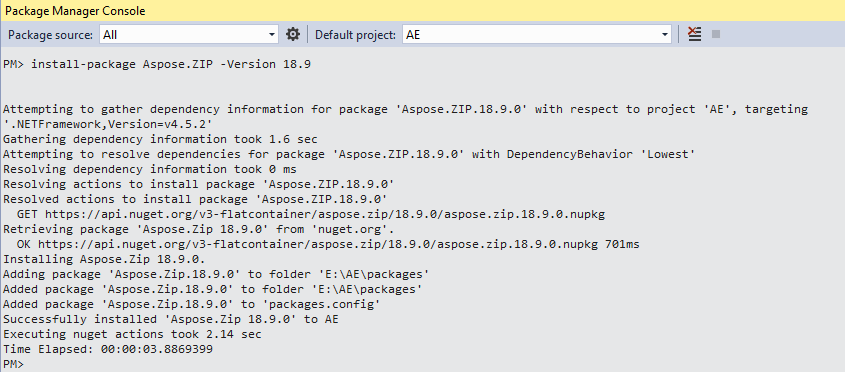 Package Manager Console
Package source: All Default project: AE
PM> install-package Aspose.ZIP -Version 18.9
Attempting to gather dependency information for package 'Aspose.ZIP.18.9.0' with respect to project 'AE', targeting
'.NETFramework,Version=v4.5.2'
Gathering dependency information took 1.6 sec
Attempting to resolve dependencies for package 'Aspose.ZIP.18.9.0' with DependencyBehavior 'Lowest'
Resolving dependency information took 0 ms
Resolving actions to install package 'Aspose.ZIP.18.9.0'
Resolved actions to install package 'Aspose.ZIP.18.9.0'
  GET https://api.nuget.org/v3-flatcontainer/aspose.zip/18.9.0/aspose.zip.18.9.0.nupkg
Retrieving package 'Aspose.Zip 18.9.0' from 'nuget.org'.
  OK https://api.nuget.org/v3-flatcontainer/aspose.zip/18.9.0/aspose.zip.18.9.0.nupkg 701ms
Installing Aspose.Zip 18.9.0.
Adding package 'Aspose.Zip.18.9.0' to folder 'E:\AE\packages'
Added package 'Aspose.Zip.18.9.0' to folder 'E:\AE\packages'
Added package 'Aspose.Zip.18.9.0' to 'packages.config'
Successfully installed 'Aspose.Zip 18.9.0' to AE
Executing nuget actions took 2.14 sec
Time Elapsed: 00:00:03.8869399
PM>